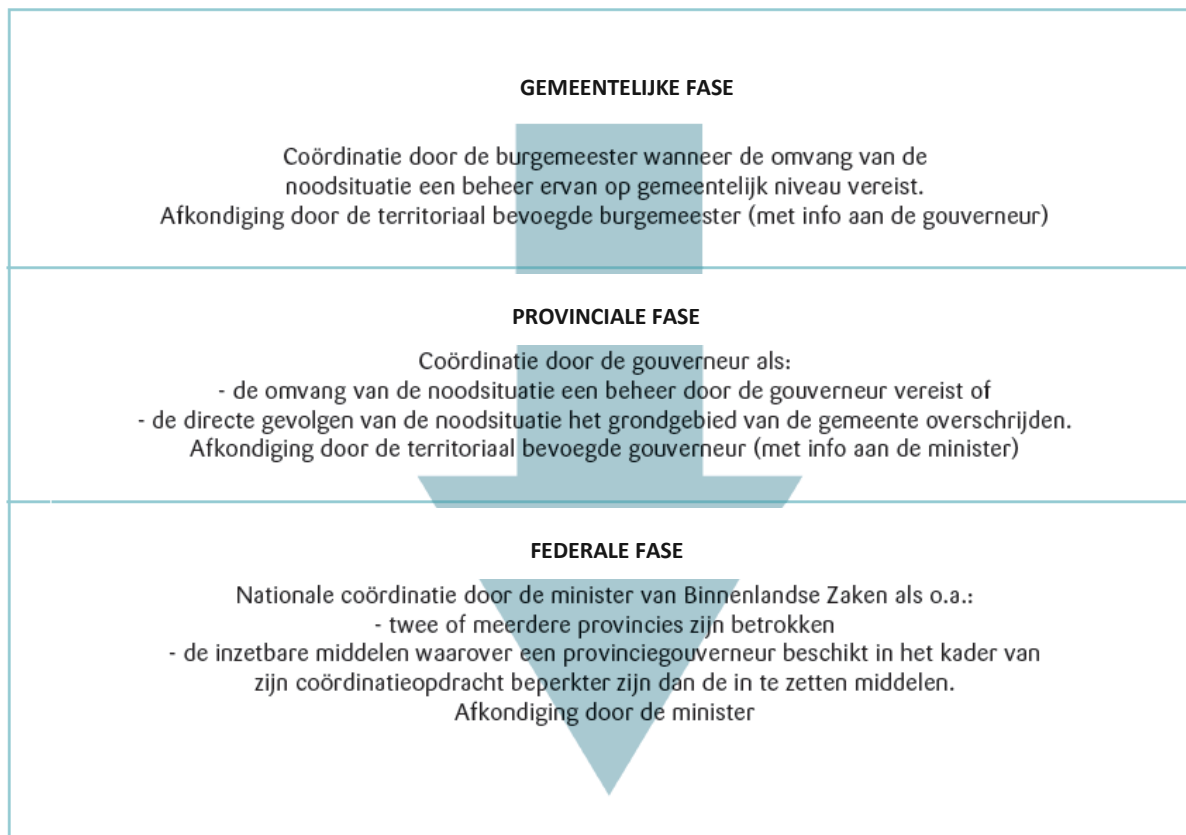 GEMEENTELIJKE FASE
Coördinatie door de burgemeester wanneer de omvang van de
noodsituatie een beheer ervan op gemeentelijk niveau vereist.
Afkondiging door de territoriaal bevoegde burgemeester (met info aan de gouverneur)
PROVINCIALE FASE
Coördinatie door de gouverneur als:
- de omvang van de noodsituatie een beheer door de gouverneur vereist of
- de directe gevolgen van de noodsituatie het grondgebied van de gemeente overschrijden.
Afkondiging door de territoriaal bevoegde gouverneur (met info aan de minister)
FEDERALE FASE
Nationale coördinatie door de minister van Binnenlandse Zaken als o.a.:
- twee of meerdere provincies zijn betrokken
- de inzetbare middelen waarover een provinciegouverneur beschikt in het kader van
zijn coördinatieopdracht beperkter zijn dan de in te zetten middelen.
Afkondiging door de minister